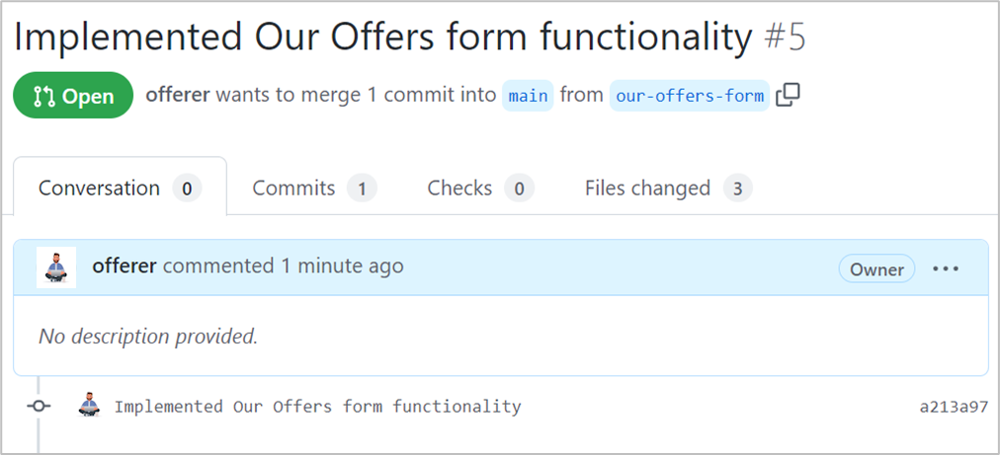 Implemented Our Offers form functionality #5
Open offerer wants to merge 1 commit into main from our-offers-form
Conversation 0 Commits 1 Checks 0 Files changed 3
offerer commented 1 minute ago Owner
No description provided.
Implemented Our Offers form functionality a213a97